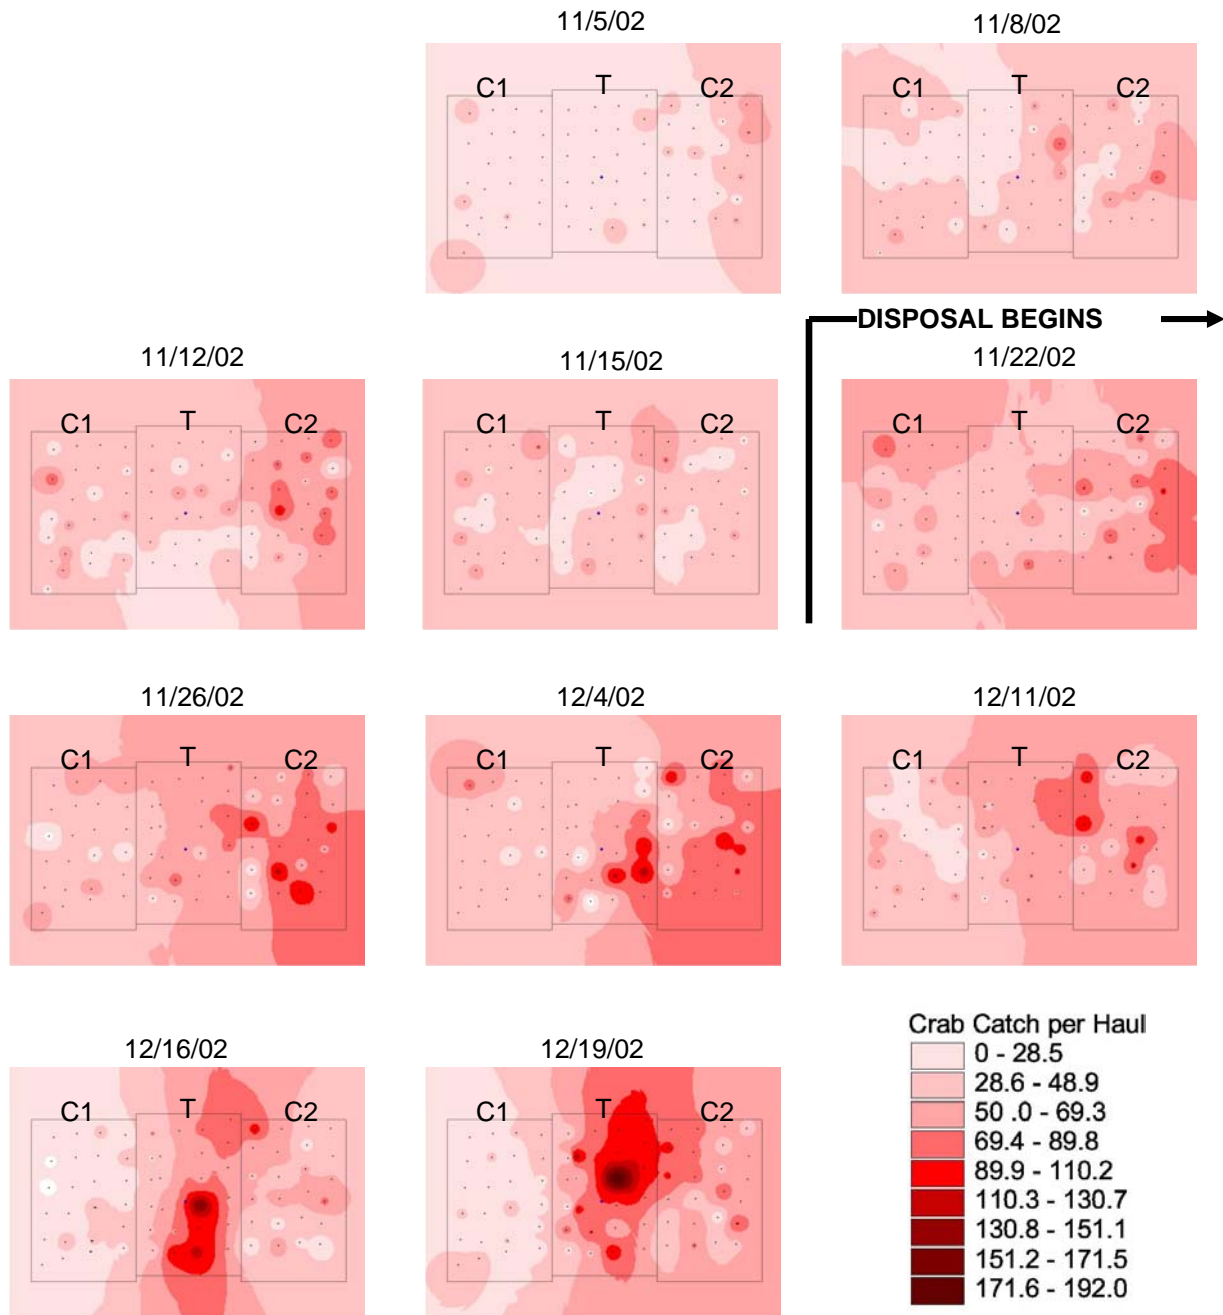 11/5/02
C1 T C2
11/8/02
C1 T C2
DISPOSAL BEGINS
11/12/02
C1 T C2
11/15/02
C1 T C2
11/22/02
C1 T C2
11/26/02
C1 T C2
12/4/02
C1 T C2
12/11/02
C1 T C2
12/16/02
C1 T C2
12/19/02
C1 T C2
Crab Catch per Haul
0 - 28.5
28.6 - 48.9
50 .0 - 69.3
69.4 - 89.8
89.9 - 110.2
110.3 - 130.7
130.8 - 151.1
151.2 - 171.5
171.6 - 192.0